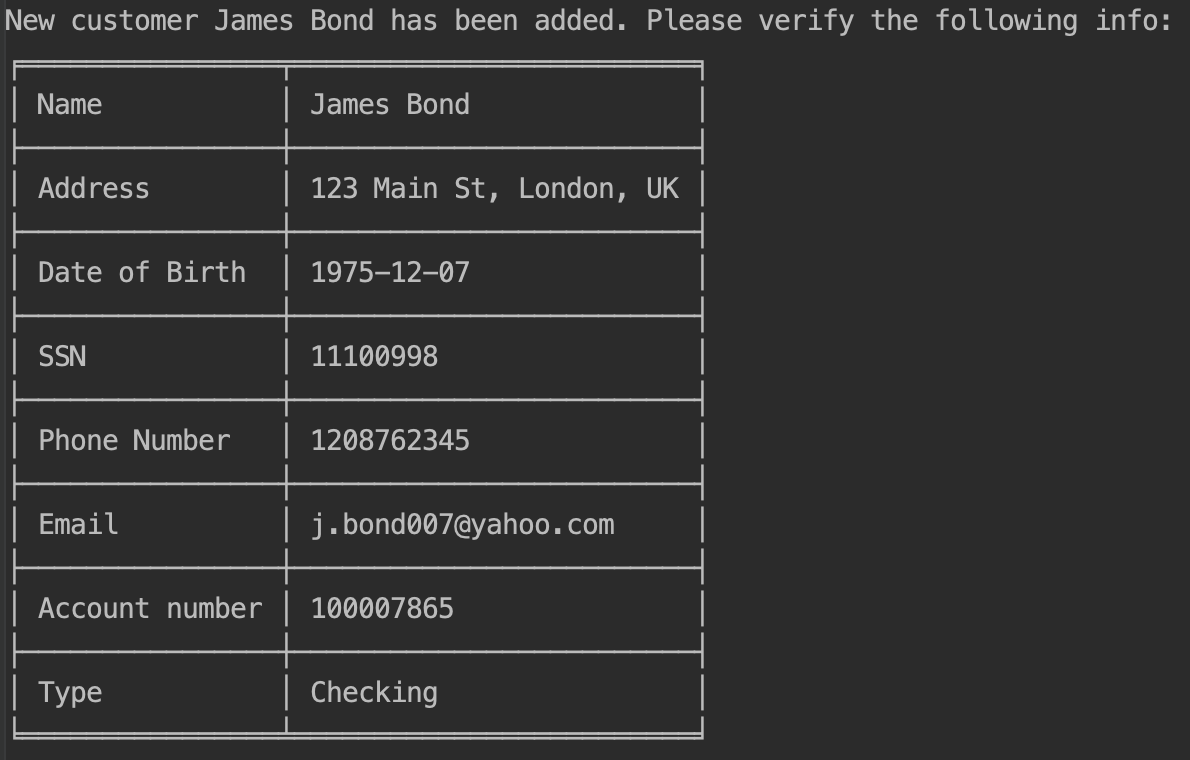 New customer James Bond has been added. Please verify the following info:
Name James Bond
Address 123 Main St, London, UK
Date of Birth 1975-12-07
SSN 11100998
Phone Number 1208762345
Email j.bond007@yahoo.com
Account number 100007865
Type Checking